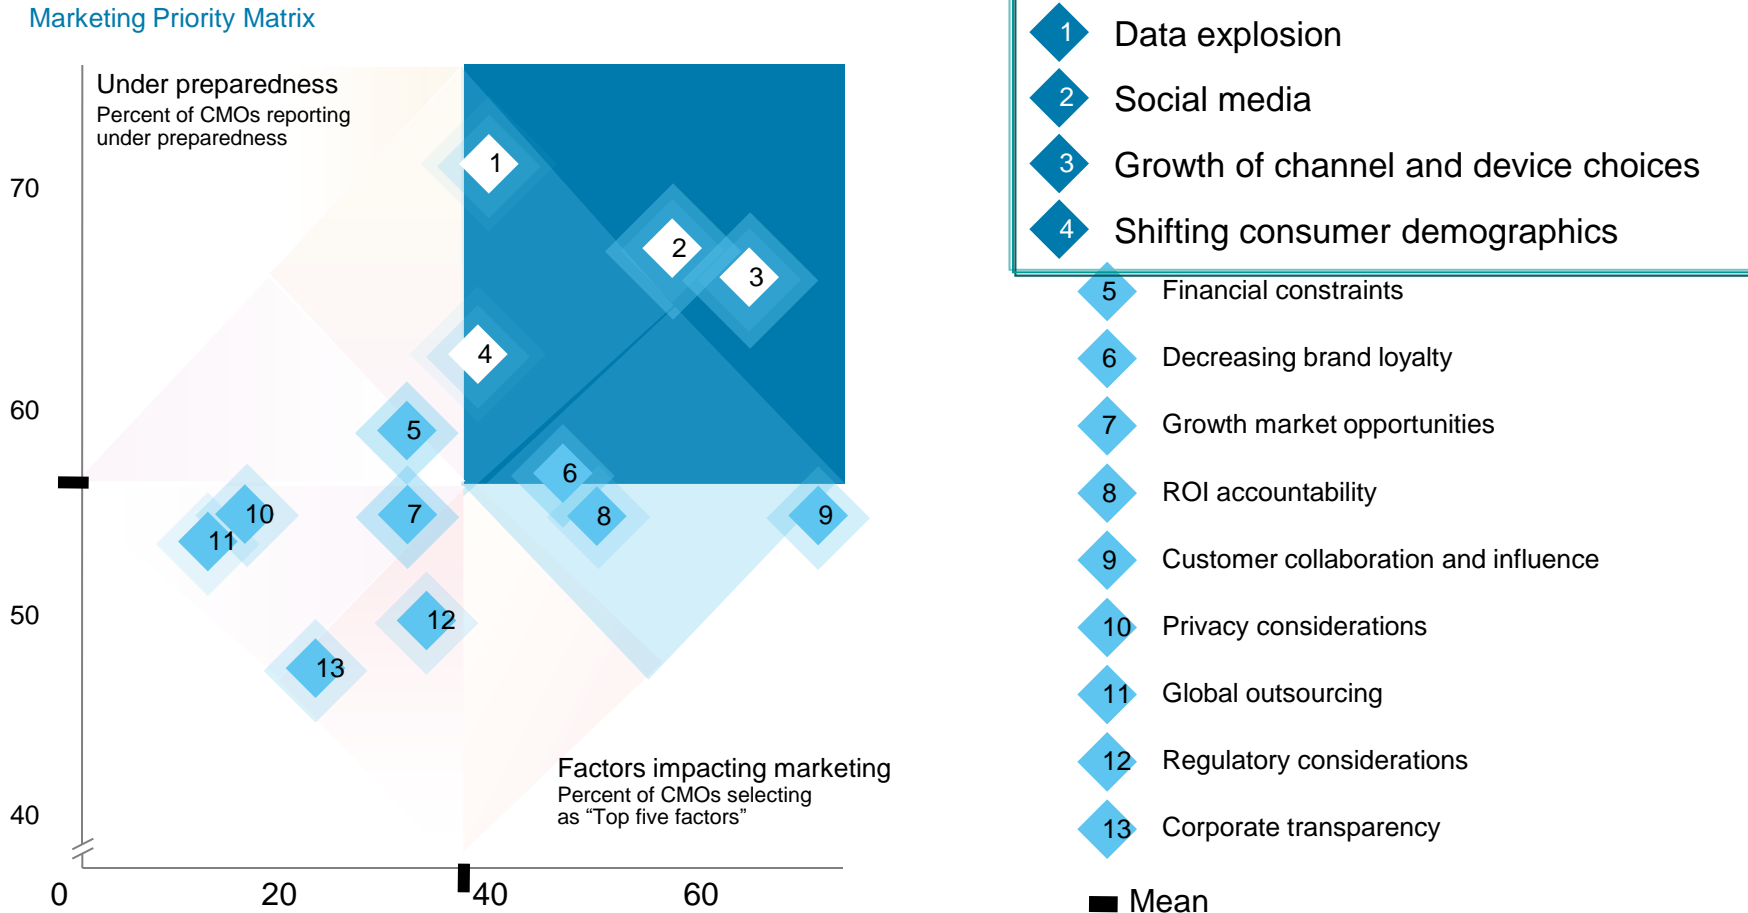 Marketing Priority Matrix
Under preparedness
Percent of CMOs reporting
under preparedness
70
60
50
40
0
20
40
60
1
2
3
4
5
6
7
8
9
10
11
12
13
Factors impacting marketing
Percent of CMOs selecting
as “Top five factors”
1 Data explosion
2 Social media
3 Growth of channel and device choices
4 Shifting consumer demographics
5 Financial constraints
6 Decreasing brand loyalty
7 Growth market opportunities
8 ROI accountability
9 Customer collaboration and influence
10 Privacy considerations
11 Global outsourcing
12 Regulatory considerations
13 Corporate transparency
Mean